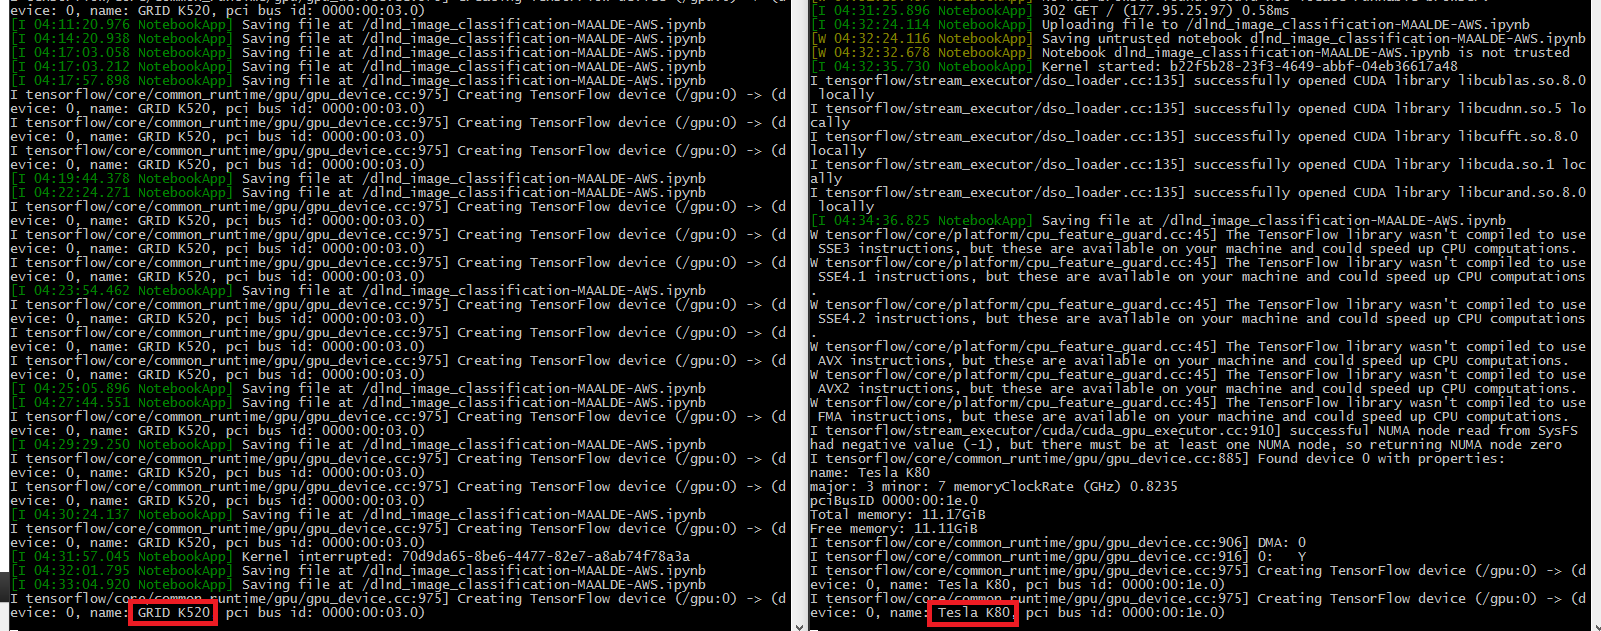 evice: 0, name: GRID K520, pci bus id: 0000:00:03.0)
[I 04:11:20.976 NotebookApp] Saving file at /dlnd_image_classification-MAALDE-AWS.ipynb
[I 04:14:20.938 NotebookApp] Saving file at /dlnd_image_classification-MAALDE-AWS.ipynb
[I 04:17:03.058 NotebookApp] Saving file at /dlnd_image_classification-MAALDE-AWS.ipynb
[I 04:17:03.212 NotebookApp] Saving file at /dlnd_image_classification-MAALDE-AWS.ipynb
[I 04:17:57.898 NotebookApp] Saving file at /dlnd_image_classification-MAALDE-AWS.ipynb
I tensorflow/core/common_runtime/gpu/gpu_device.cc:975] Creating TensorFlow device (/gpu:0) -> (d
evice: 0, name: GRID K520, pci bus id: 0000:00:03.0)
I tensorflow/core/common_runtime/gpu/gpu_device.cc:975] Creating TensorFlow device (/gpu:0) -> (d
evice: 0, name: GRID K520, pci bus id: 0000:00:03.0)
I tensorflow/core/common_runtime/gpu/gpu_device.cc:975] Creating TensorFlow device (/gpu:0) -> (d
evice: 0, name: GRID K520, pci bus id: 0000:00:03.0)
[I 04:19:44.378 NotebookApp] Saving file at /dlnd_image_classification-MAALDE-AWS.ipynb
[I 04:22:24.271 NotebookApp] Saving file at /dlnd_image_classification-MAALDE-AWS.ipynb
I tensorflow/core/common_runtime/gpu/gpu_device.cc:975] Creating TensorFlow device (/gpu:0) -> (d
evice: 0, name: GRID K520, pci bus id: 0000:00:03.0)
I tensorflow/core/common_runtime/gpu/gpu_device.cc:975] Creating TensorFlow device (/gpu:0) -> (d
evice: 0, name: GRID K520, pci bus id: 0000:00:03.0)
I tensorflow/core/common_runtime/gpu/gpu_device.cc:975] Creating TensorFlow device (/gpu:0) -> (d
evice: 0, name: GRID K520, pci bus id: 0000:00:03.0)
[I 04:23:54.462 NotebookApp] Saving file at /dlnd_image_classification-MAALDE-AWS.ipynb
I tensorflow/core/common_runtime/gpu/gpu_device.cc:975] Creating TensorFlow device (/gpu:0) -> (d
evice: 0, name: GRID K520, pci bus id: 0000:00:03.0)
I tensorflow/core/common_runtime/gpu/gpu_device.cc:975] Creating TensorFlow device (/gpu:0) -> (d
evice: 0, name: GRID K520, pci bus id: 0000:00:03.0)
I tensorflow/core/common_runtime/gpu/gpu_device.cc:975] Creating TensorFlow device (/gpu:0) -> (d
evice: 0, name: GRID K520, pci bus id: 0000:00:03.0)
[I 04:25:05.896 NotebookApp] Saving file at /dlnd_image_classification-MAALDE-AWS.ipynb
[I 04:27:44.551 NotebookApp] Saving file at /dlnd_image_classification-MAALDE-AWS.ipynb
I tensorflow/core/common_runtime/gpu/gpu_device.cc:975] Creating TensorFlow device (/gpu:0) -> (d
evice: 0, name: GRID K520, pci bus id: 0000:00:03.0)
[I 04:29:29.250 NotebookApp] Saving file at /dlnd_image_classification-MAALDE-AWS.ipynb
I tensorflow/core/common_runtime/gpu/gpu_device.cc:975] Creating TensorFlow device (/gpu:0) -> (d
evice: 0, name: GRID K520, pci bus id: 0000:00:03.0)
I tensorflow/core/common_runtime/gpu/gpu_device.cc:975] Creating TensorFlow device (/gpu:0) -> (d
evice: 0, name: GRID K520, pci bus id: 0000:00:03.0)
[I 04:30:24.137 NotebookApp] Saving file at /dlnd_image_classification-MAALDE-AWS.ipynb
I tensorflow/core/common_runtime/gpu/gpu_device.cc:975] Creating TensorFlow device (/gpu:0) -> (d
evice: 0, name: GRID K520, pci bus id: 0000:00:03.0)
[I 04:31:57.045 NotebookApp] Kernel interrupted: 70d9da65-8be6-4477-82e7-a8ab74f78a3a
[I 04:32:01.795 NotebookApp] Saving file at /dlnd_image_classification-MAALDE-AWS.ipynb
[I 04:33:04.920 NotebookApp] Saving file at /dlnd_image_classification-MAALDE-AWS.ipynb
I tensorflow/core/common_runtime/gpu/gpu_device.cc:975] Creating TensorFlow device (/gpu:0) -> (d
evice: 0, name: GRID K520, pci bus id: 0000:00:03.0)
[I 04:31:25.896 NotebookApp] 302 GET / (177.95.25.97) 0.58ms
[I 04:32:24.114 NotebookApp] Uploading file to /dlnd_image_classification-MAALDE-AWS.ipynb
[W 04:32:24.116 NotebookApp] Saving untrusted notebook dlnd_image_classification-MAALDE-AWS.ipynb
[W 04:32:32.678 NotebookApp] Notebook dlnd_image_classification-MAALDE-AWS.ipynb is not trusted
[I 04:32:35.730 NotebookApp] Kernel started: b22f5b28-23f3-4649-abbf-04eb36617a48
I tensorflow/stream_executor/dso_loader.cc:135] successfully opened CUDA library libcublas.so.8.0
 locally
I tensorflow/stream_executor/dso_loader.cc:135] successfully opened CUDA library libcudnn.so.5 lo
cally
I tensorflow/stream_executor/dso_loader.cc:135] successfully opened CUDA library libcufft.so.8.0
locally
I tensorflow/stream_executor/dso_loader.cc:135] successfully opened CUDA library libcuda.so.1 loc
ally
I tensorflow/stream_executor/dso_loader.cc:135] successfully opened CUDA library libcurand.so.8.0
 locally
[I 04:34:36.825 NotebookApp] Saving file at /dlnd_image_classification-MAALDE-AWS.ipynb
W tensorflow/core/platform/cpu_feature_guard.cc:45] The TensorFlow library wasn't compiled to use
 SSE3 instructions, but these are available on your machine and could speed up CPU computations.
W tensorflow/core/platform/cpu_feature_guard.cc:45] The TensorFlow library wasn't compiled to use
 SSE4.1 instructions, but these are available on your machine and could speed up CPU computations
.
W tensorflow/core/platform/cpu_feature_guard.cc:45] The TensorFlow library wasn't compiled to use
 SSE4.2 instructions, but these are available on your machine and could speed up CPU computations
.
W tensorflow/core/platform/cpu_feature_guard.cc:45] The TensorFlow library wasn't compiled to use
 AVX instructions, but these are available on your machine and could speed up CPU computations.
W tensorflow/core/platform/cpu_feature_guard.cc:45] The TensorFlow library wasn't compiled to use
 AVX2 instructions, but these are available on your machine and could speed up CPU computations.
W tensorflow/core/platform/cpu_feature_guard.cc:45] The TensorFlow library wasn't compiled to use
 FMA instructions, but these are available on your machine and could speed up CPU computations.
I tensorflow/stream_executor/cuda/cuda_gpu_executor.cc:910] successful NUMA node read from SysFS
had negative value (-1), but there must be at least one NUMA node, so returning NUMA node zero
I tensorflow/core/common_runtime/gpu/gpu_device.cc:885] Found device 0 with properties:
name: Tesla K80
major: 3 minor: 7 memoryClockRate (GHz) 0.8235
pciBusID 0000:00:1e.0
Total memory: 11.17GiB
Free memory: 11.11GiB
I tensorflow/core/common_runtime/gpu/gpu_device.cc:906] DMA: 0
I tensorflow/core/common_runtime/gpu/gpu_device.cc:916] 0:   Y
I tensorflow/core/common_runtime/gpu/gpu_device.cc:975] Creating TensorFlow device (/gpu:0) -> (d
evice: 0, name: Tesla K80, pci bus id: 0000:00:1e.0)
I tensorflow/core/common_runtime/gpu/gpu_device.cc:975] Creating TensorFlow device (/gpu:0) -> (d
evice: 0, name: Tesla K80, pci bus id: 0000:00:1e.0)